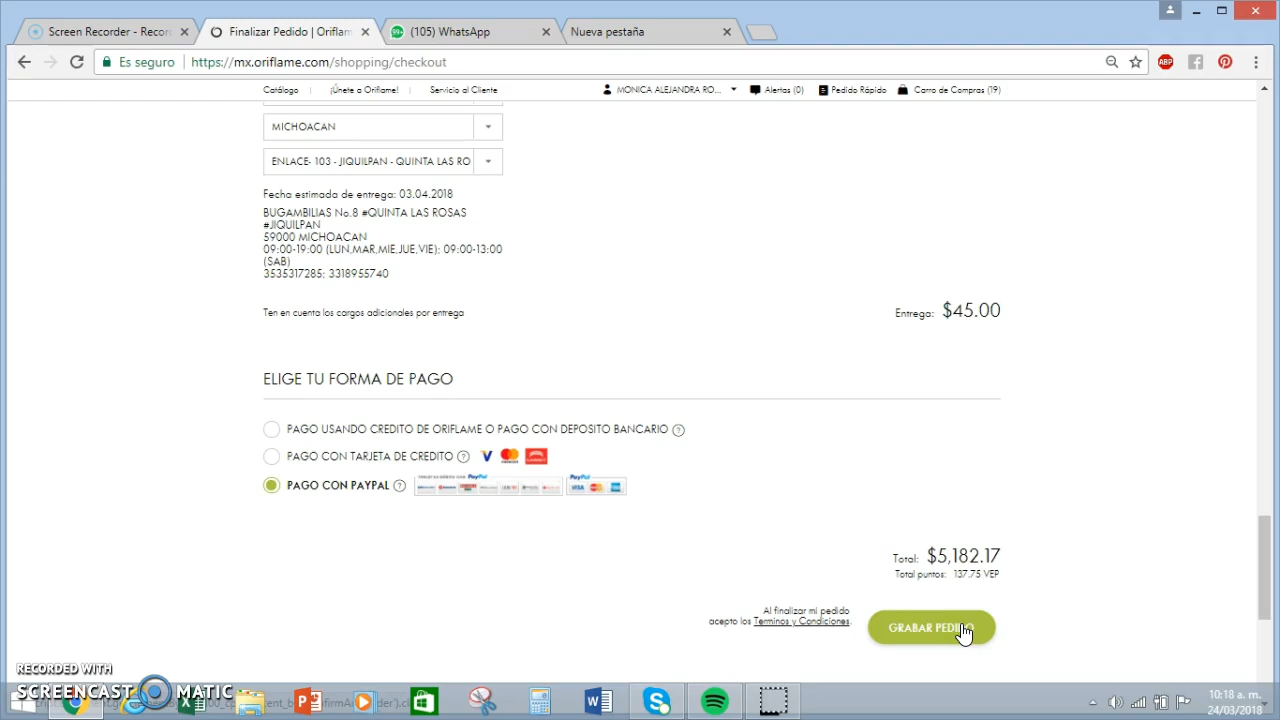 Screen Recorder - Record
Finalizar Pedido | Oriflam
99+
(105) WhatsApp
Nueva pestaña
Es seguro
https://mx.oriflame.com/shopping/checkout
ABP
Catálogo
¡Únete a Oriflame!
Servicio al Cliente
MONICA ALEJANDRA RO...
Alertas (0)
Pedido Rápido
Carro de Compras (19)
MICHOACAN
ENLACE- 103 - JIQUILPAN - QUINTA LAS RO
Fecha estimada de entrega: 03.04.2018
BUGAMBILIAS No.8 #QUINTA LAS ROSAS
#JIQUILPAN
59000 MICHOACAN
09:00-19:00 (LUN,MAR,MIE,JUE,VIE); 09:00-13:00
(SAB)
3535317285; 3318955740
Ten en cuenta los cargos adicionales por entrega
Entrega: $45.00
ELIGE TU FORMA DE PAGO
PAGO USANDO CREDITO DE ORIFLAME O PAGO CON DEPOSITO BANCARIO ?
PAGO CON TARJETA DE CREDITO ?
PAGO CON PAYPAL ?
PayPal
PayPal
VISA
Total: $5,182.17
Total puntos: 137.75 VEP
Al finalizar mi pedido
acepto los Terminos y Condiciones.
GRABAR PEDIDO
RECORDED WITH
SCREENCAST MATIC
10:18 a. m.
24/03/2018